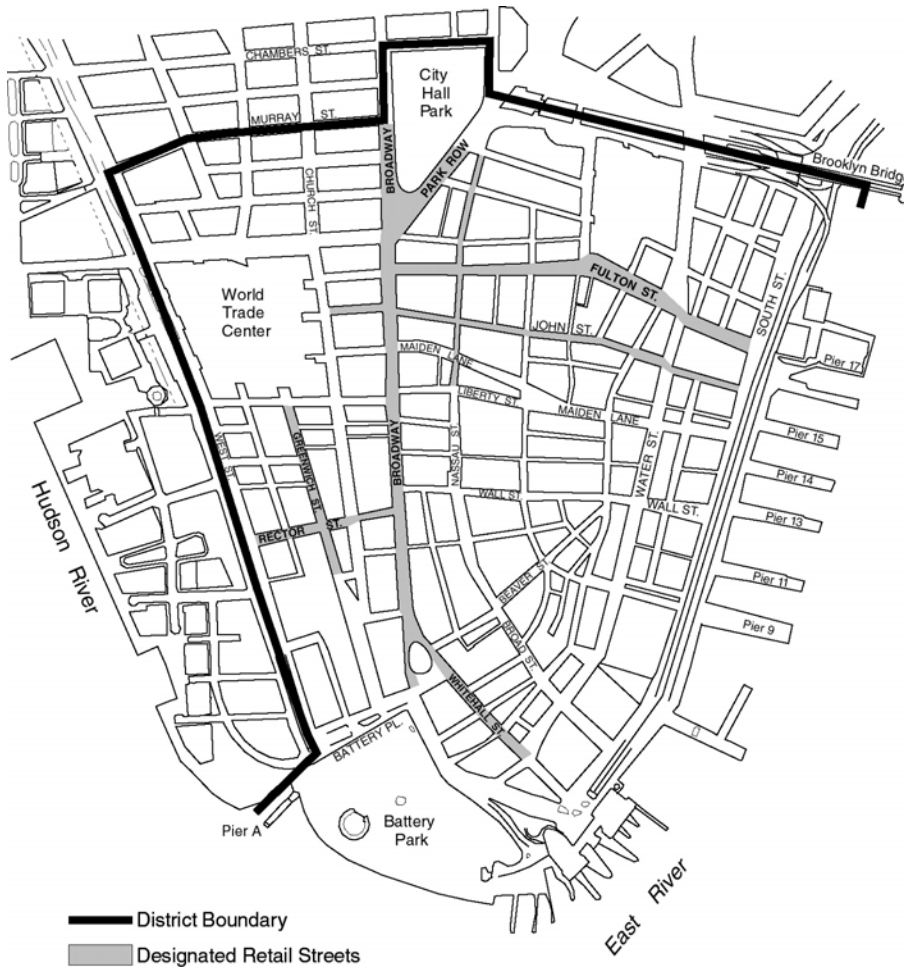 CHAMBERS ST.
City
Hall
Park
MURRAY ST.
BROADWAY
PARK ROW
Brooklyn Bridge
CHURCH ST.
World
Trade
Center
FULTON ST.
SOUTH ST.
JOHN ST.
MAIDEN LANE
Pier 17
LIBERTY ST.
MAIDEN LANE
WEST ST.
GREENWICH ST.
BROADWAY
NASSAU ST.
WATER ST.
Pier 15
Pier 14
WALL ST.
WALL ST.
Pier 13
RECTOR ST.
Hudson River
BEAVER ST.
Pier 11
BROAD ST.
Pier 9
WHITEHALL ST.
BATTERY PL.
Pier A
Battery
Park
East River
District Boundary
Designated Retail Streets